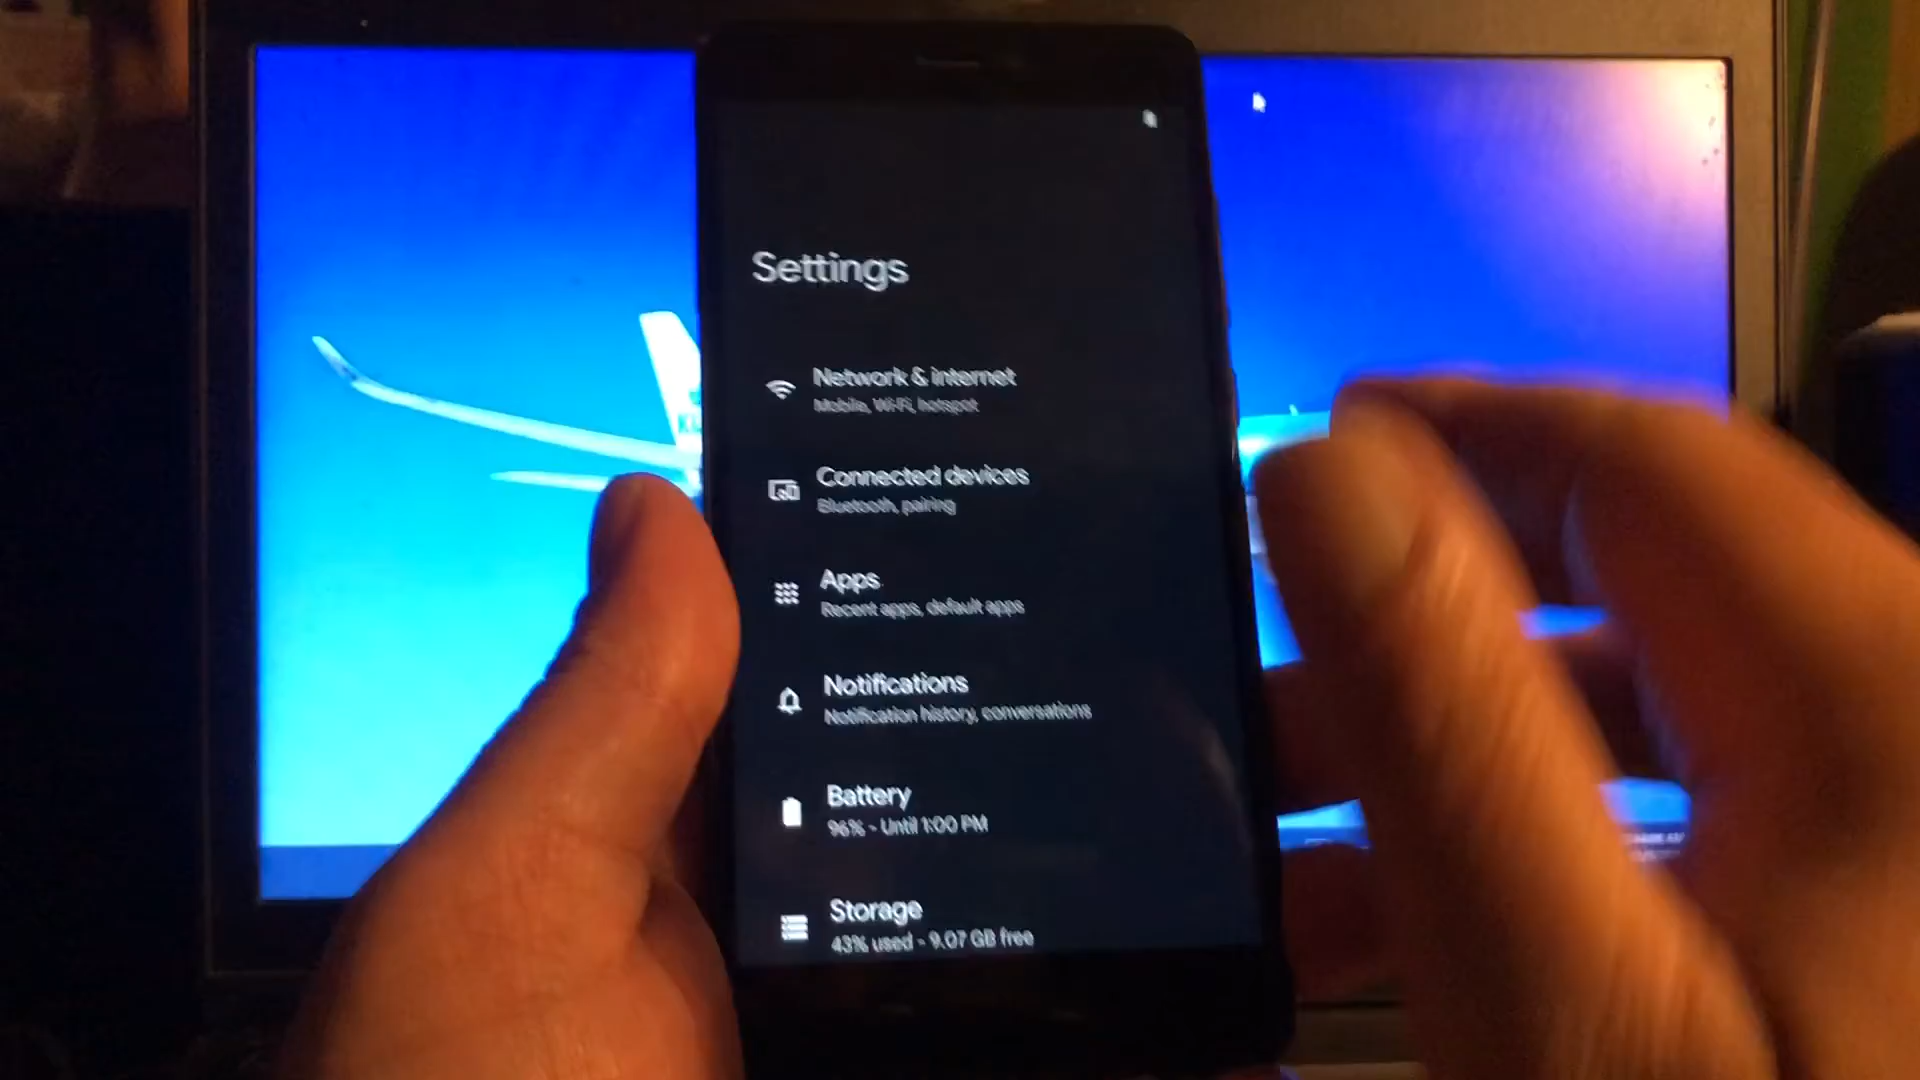 Settings
Network & internet
Mobile, Wi-Fi, hotspot
Connected devices
Bluetooth, pairing
Apps
Recent apps, default apps
Notifications
Notification history, conversations
Battery
96% - Until 1:00 PM
Storage
43% used - 9.07 GB free